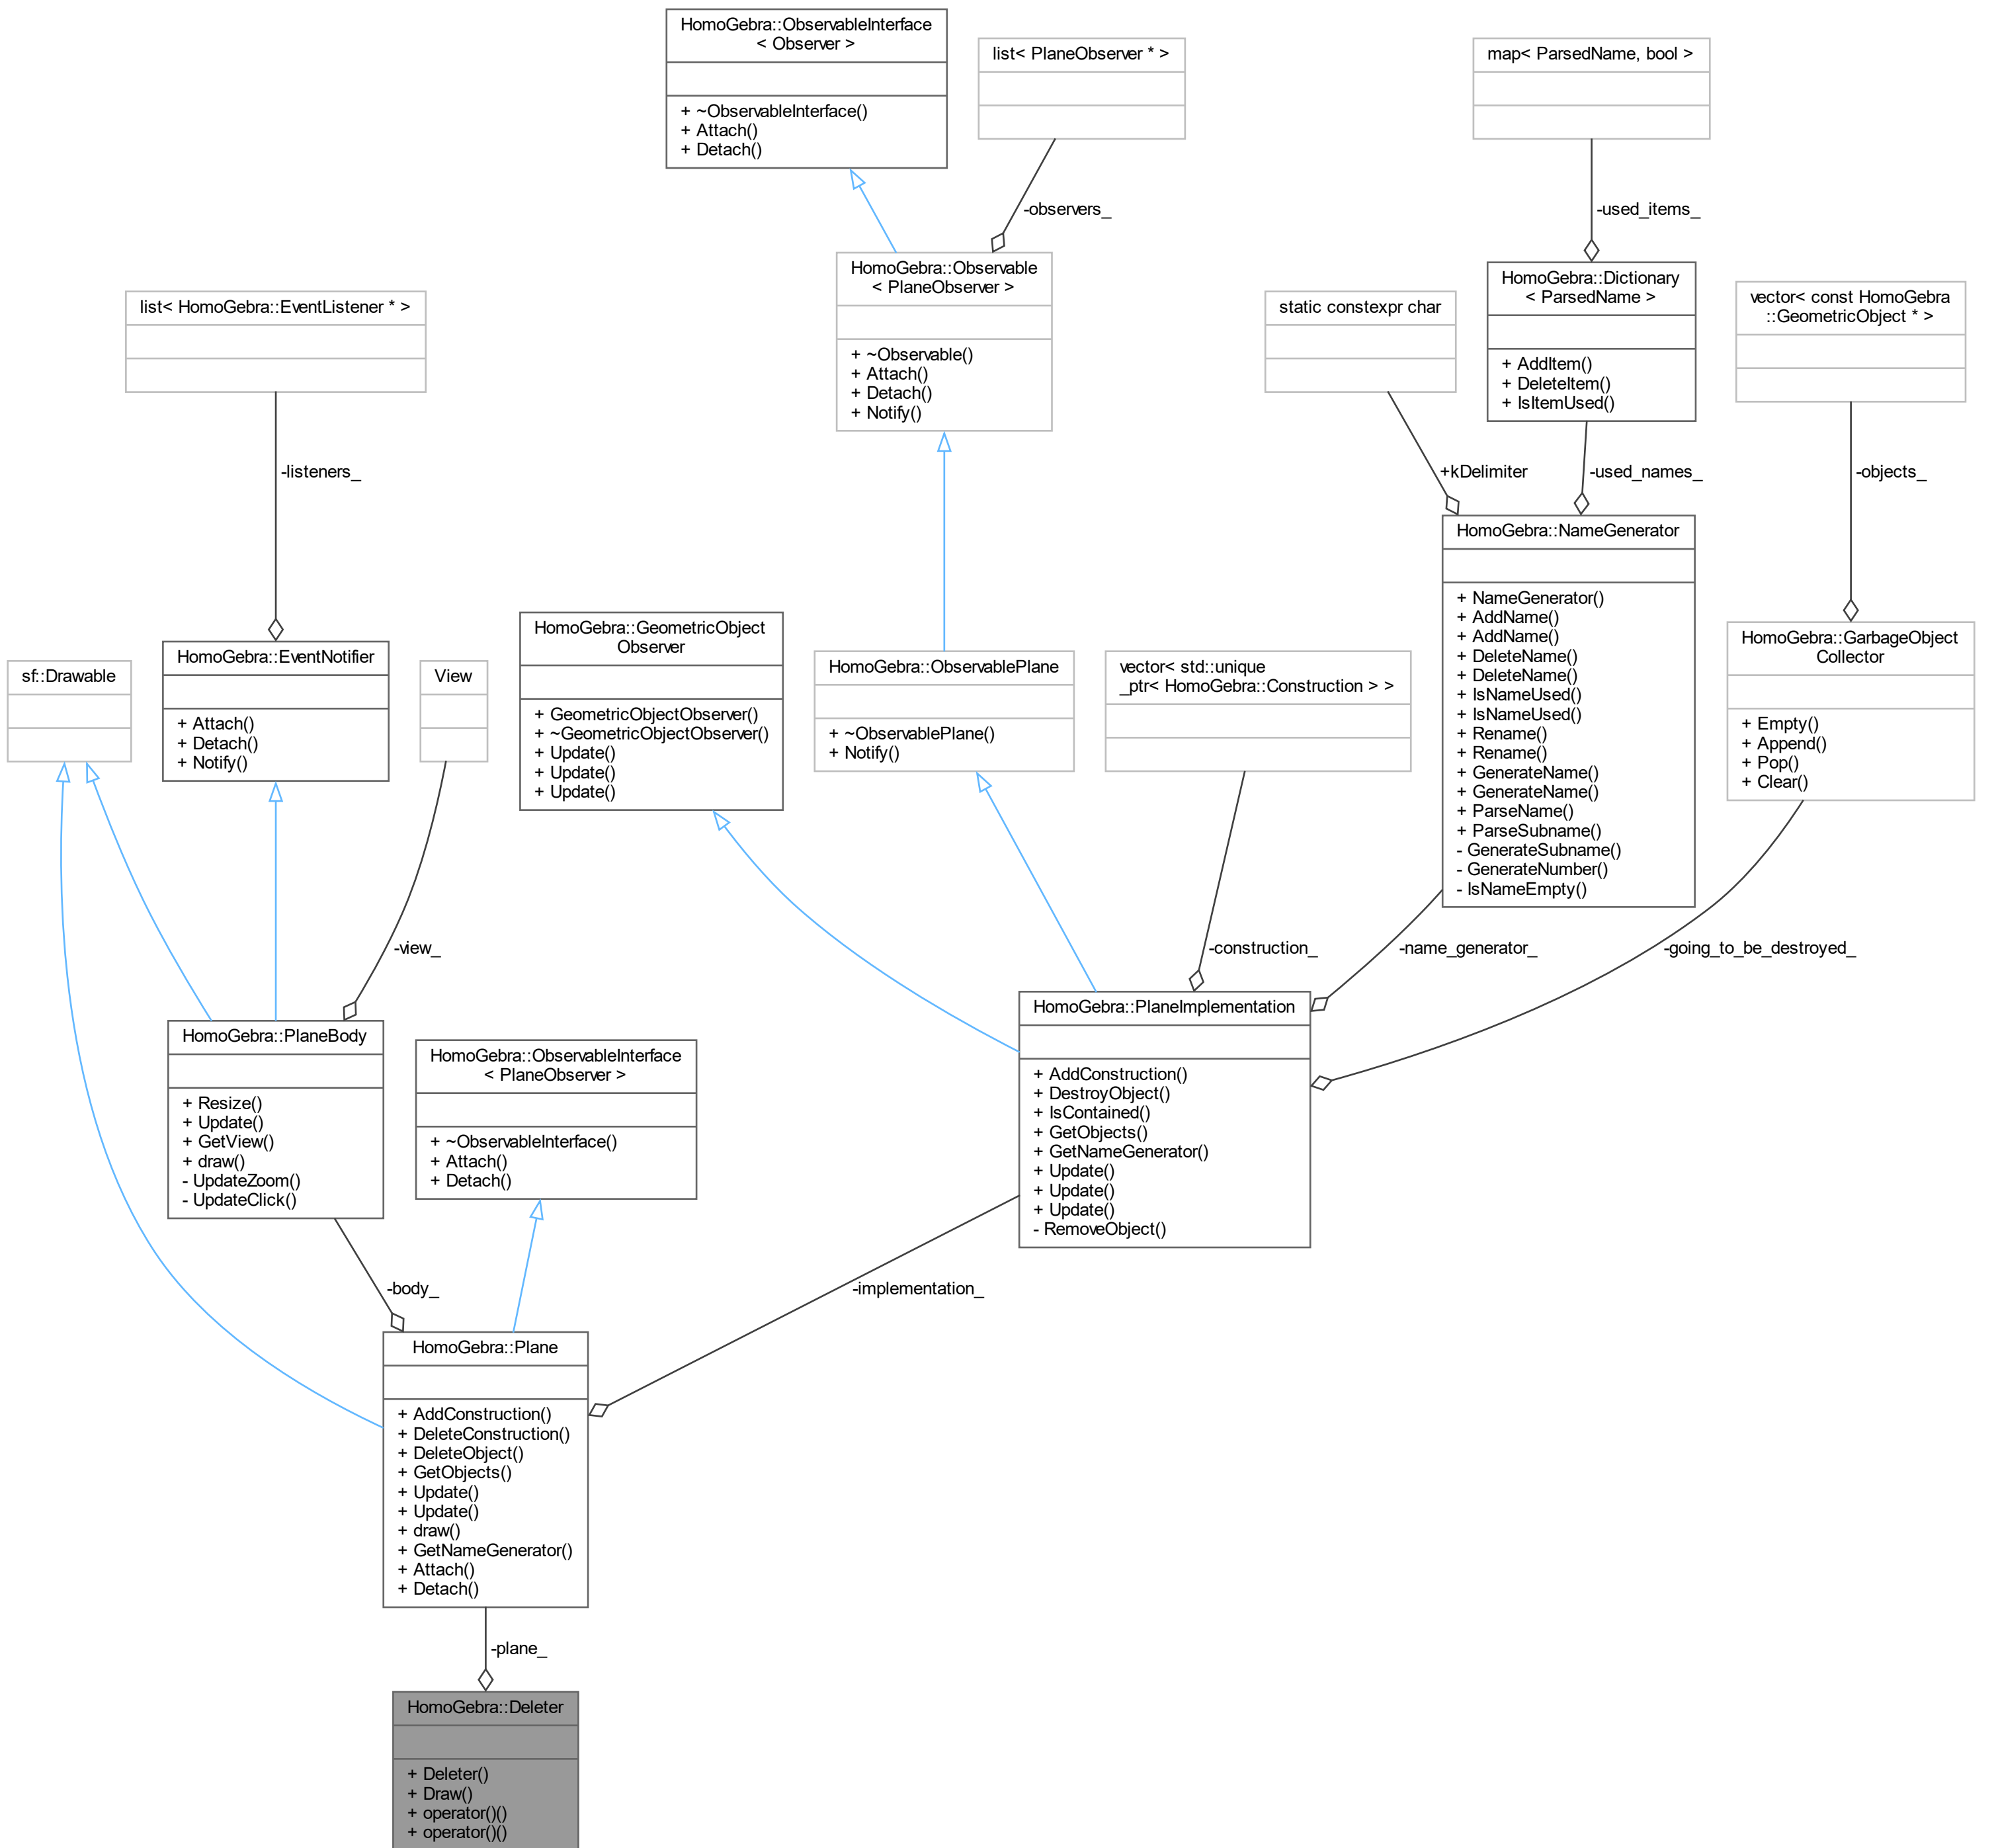 HomoGebra::ObservableInterface
< Observer >
+ ~ObservableInterface()
+ Attach()
+ Detach()
list< PlaneObserver * >
map< ParsedName, bool >
-observers_
-used_items_
HomoGebra::Observable
< PlaneObserver >
+ ~Observable()
+ Attach()
+ Detach()
+ Notify()
HomoGebra::Dictionary
< ParsedName >
+ AddItem()
+ DeleteItem()
+ IsItemUsed()
list< HomoGebra::EventListener * >
static constexpr char
vector< const HomoGebra
::GeometricObject * >
-listeners_
+kDelimiter
-used_names_
-objects_
HomoGebra::NameGenerator
+ NameGenerator()
+ AddName()
+ AddName()
+ DeleteName()
+ DeleteName()
+ IsNameUsed()
+ IsNameUsed()
+ Rename()
+ Rename()
+ GenerateName()
+ GenerateName()
+ ParseName()
+ ParseSubname()
- GenerateSubname()
- GenerateNumber()
- IsNameEmpty()
HomoGebra::GeometricObject
Observer
+ GeometricObjectObserver()
+ ~GeometricObjectObserver()
+ Update()
+ Update()
+ Update()
HomoGebra::GarbageObject
Collector
+ Empty()
+ Append()
+ Pop()
+ Clear()
HomoGebra::EventNotifier
+ Attach()
+ Detach()
+ Notify()
sf::Drawable
View
HomoGebra::ObservablePlane
+ ~ObservablePlane()
+ Notify()
vector< std::unique
_ptr< HomoGebra::Construction > >
-view_
-construction_
-name_generator_
-going_to_be_destroyed_
HomoGebra::PlaneImplementation
+ AddConstruction()
+ DestroyObject()
+ IsContained()
+ GetObjects()
+ GetNameGenerator()
+ Update()
+ Update()
+ Update()
- RemoveObject()
HomoGebra::PlaneBody
+ Resize()
+ Update()
+ GetView()
+ draw()
- UpdateZoom()
- UpdateClick()
HomoGebra::ObservableInterface
< PlaneObserver >
+ ~ObservableInterface()
+ Attach()
+ Detach()
-body_
-implementation_
HomoGebra::Plane
+ AddConstruction()
+ DeleteConstruction()
+ DeleteObject()
+ GetObjects()
+ Update()
+ Update()
+ draw()
+ GetNameGenerator()
+ Attach()
+ Detach()
-plane_
HomoGebra::Deleter
+ Deleter()
+ Draw()
+ operator()()
+ operator()()